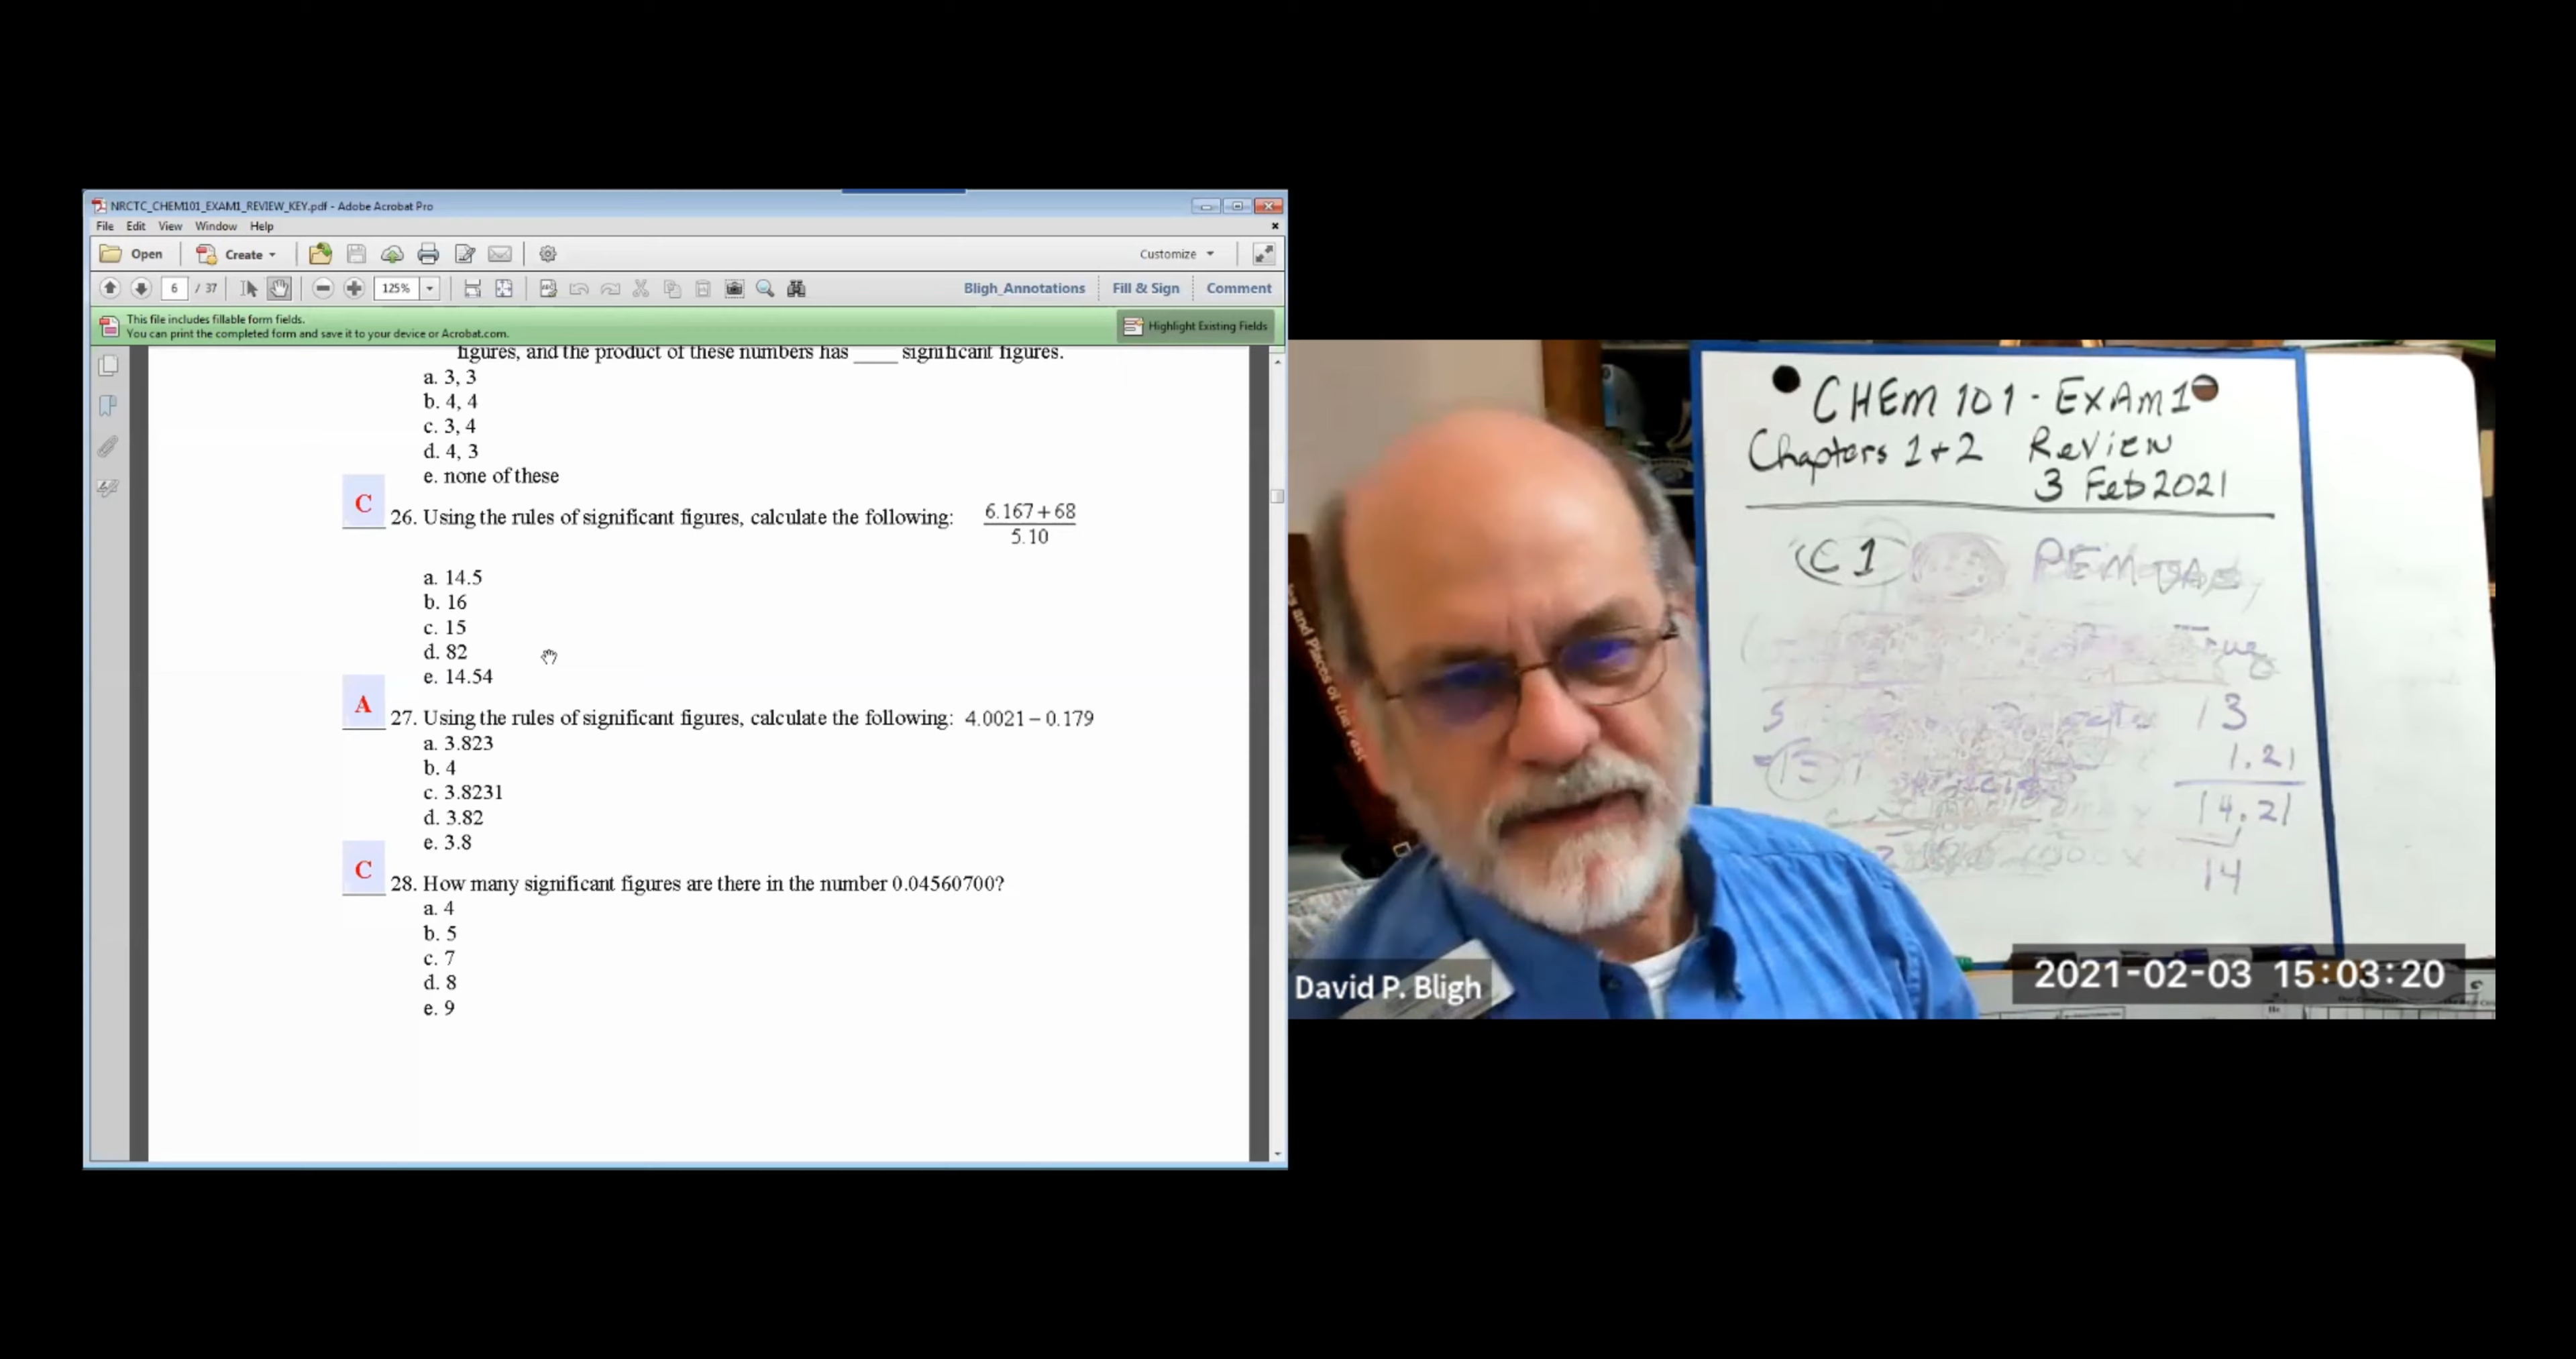 NRCTC_CHEM101_EXAM1_REVIEW_KEY.pdf - Adobe Acrobat Pro
File Edit View Window Help
Open Create Customize
6 / 37 125% Bligh_Annotations Fill & Sign Comment
This file includes fillable form fields.
You can print the completed form and save it to your device or Acrobat.com.
Highlight Existing Fields
figures, and the product of these numbers has ____ significant figures.
a. 3, 3
b. 4, 4
c. 3, 4
d. 4, 3
e. none of these
C 26. Using the rules of significant figures, calculate the following: 6.167 + 68
5.10
a. 14.5
b. 16
c. 15
d. 82
e. 14.54
A 27. Using the rules of significant figures, calculate the following: 4.0021 – 0.179
a. 3.823
b. 4
c. 3.8231
d. 3.82
e. 3.8
C 28. How many significant figures are there in the number 0.04560700?
a. 4
b. 5
c. 7
d. 8
e. 9
CHEM 101 - EXAM 1
Chapters 1 + 2 Review
3 Feb 2021
C 1
13
1.21
14.21
14
and Places of the Past
David P. Bligh
2021-02-03 15:03:20